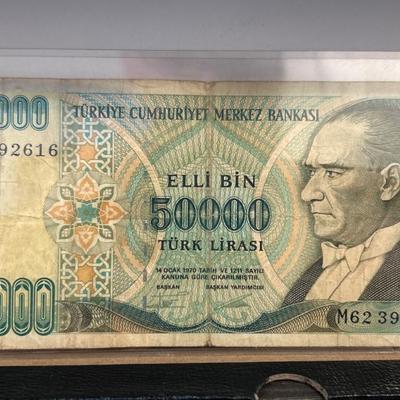 000
TÜRKİYE CUMHURİYET MERKEZ BANKASI
92616
ELLİ BİN
50000
TÜRK LİRASI
14 OCAK 1970 TARİH VE 1211 SAYILI
KANUNA GÖRE ÇIKARILMIŞTIR.
BAŞKAN BAŞKAN YARDIMCISI
000
M62 39